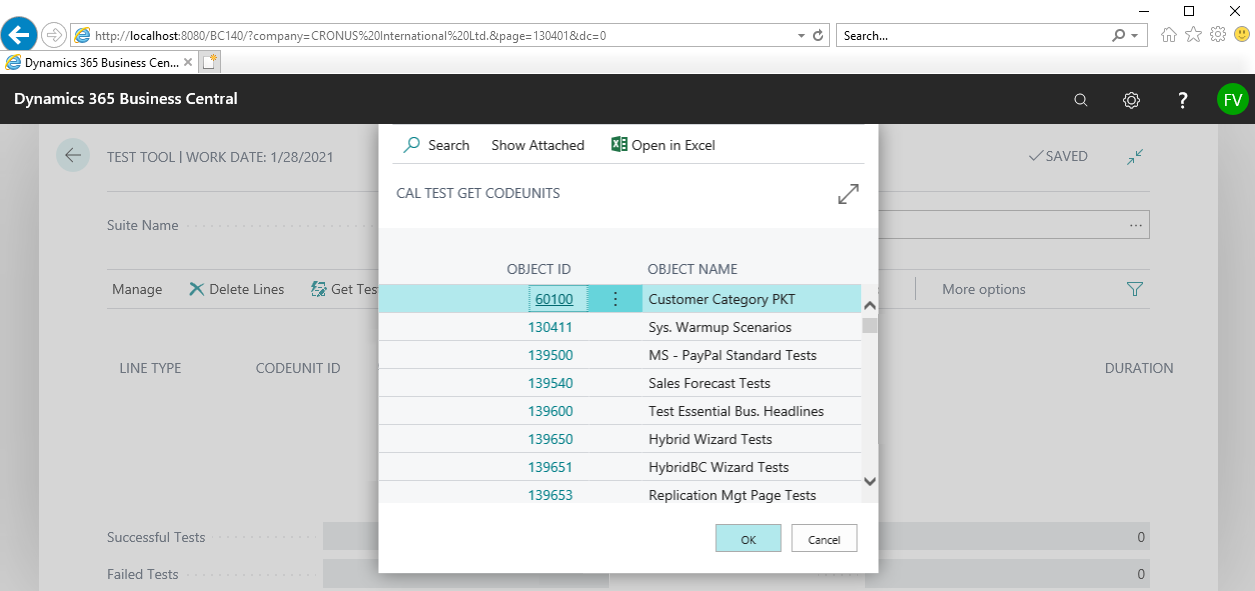 http://localhost:8080/BC140/?company=CRONUS%20International%20Ltd.&page=130401&dc=0
Search...
Dynamics 365 Business Cen...
Dynamics 365 Business Central
?
FV
Search
Show Attached
Open in Excel
TEST TOOL | WORK DATE: 1/28/2021
SAVED
CAL TEST GET CODEUNITS
Suite Name
...
OBJECT ID
OBJECT NAME
Manage
Delete Lines
Get Tes
More options
60100
Customer Category PKT
130411
Sys. Warmup Scenarios
139500
MS - PayPal Standard Tests
LINE TYPE
CODEUNIT ID
DURATION
139540
Sales Forecast Tests
139600
Test Essential Bus. Headlines
139650
Hybrid Wizard Tests
139651
HybridBC Wizard Tests
139653
Replication Mgt Page Tests
OK
Cancel
Successful Tests
0
Failed Tests
0